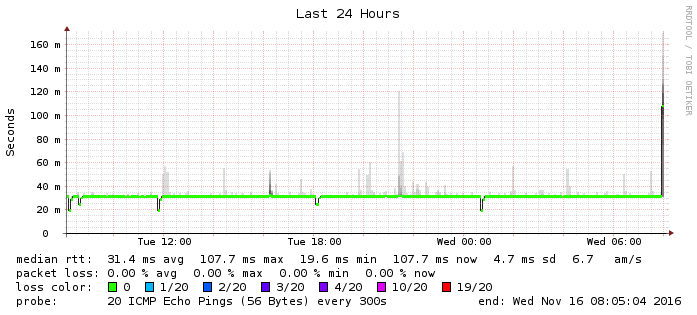 Last 24 Hours
RRDTOOL / TOBI OETIKER
Seconds
160 m
140 m
120 m
100 m
80 m
60 m
40 m
20 m
0
Tue 12:00 Tue 18:00 Wed 00:00 Wed 06:00
median rtt: 31.4 ms avg 107.7 ms max 19.6 ms min 107.7 ms now 4.7 ms sd 6.7 am/s
packet loss: 0.00 % avg 0.00 % max 0.00 % min 0.00 % now
loss color: 0 1/20 2/20 3/20 4/20 10/20 19/20
probe: 20 ICMP Echo Pings (56 Bytes) every 300s end: Wed Nov 16 08:05:04 2016